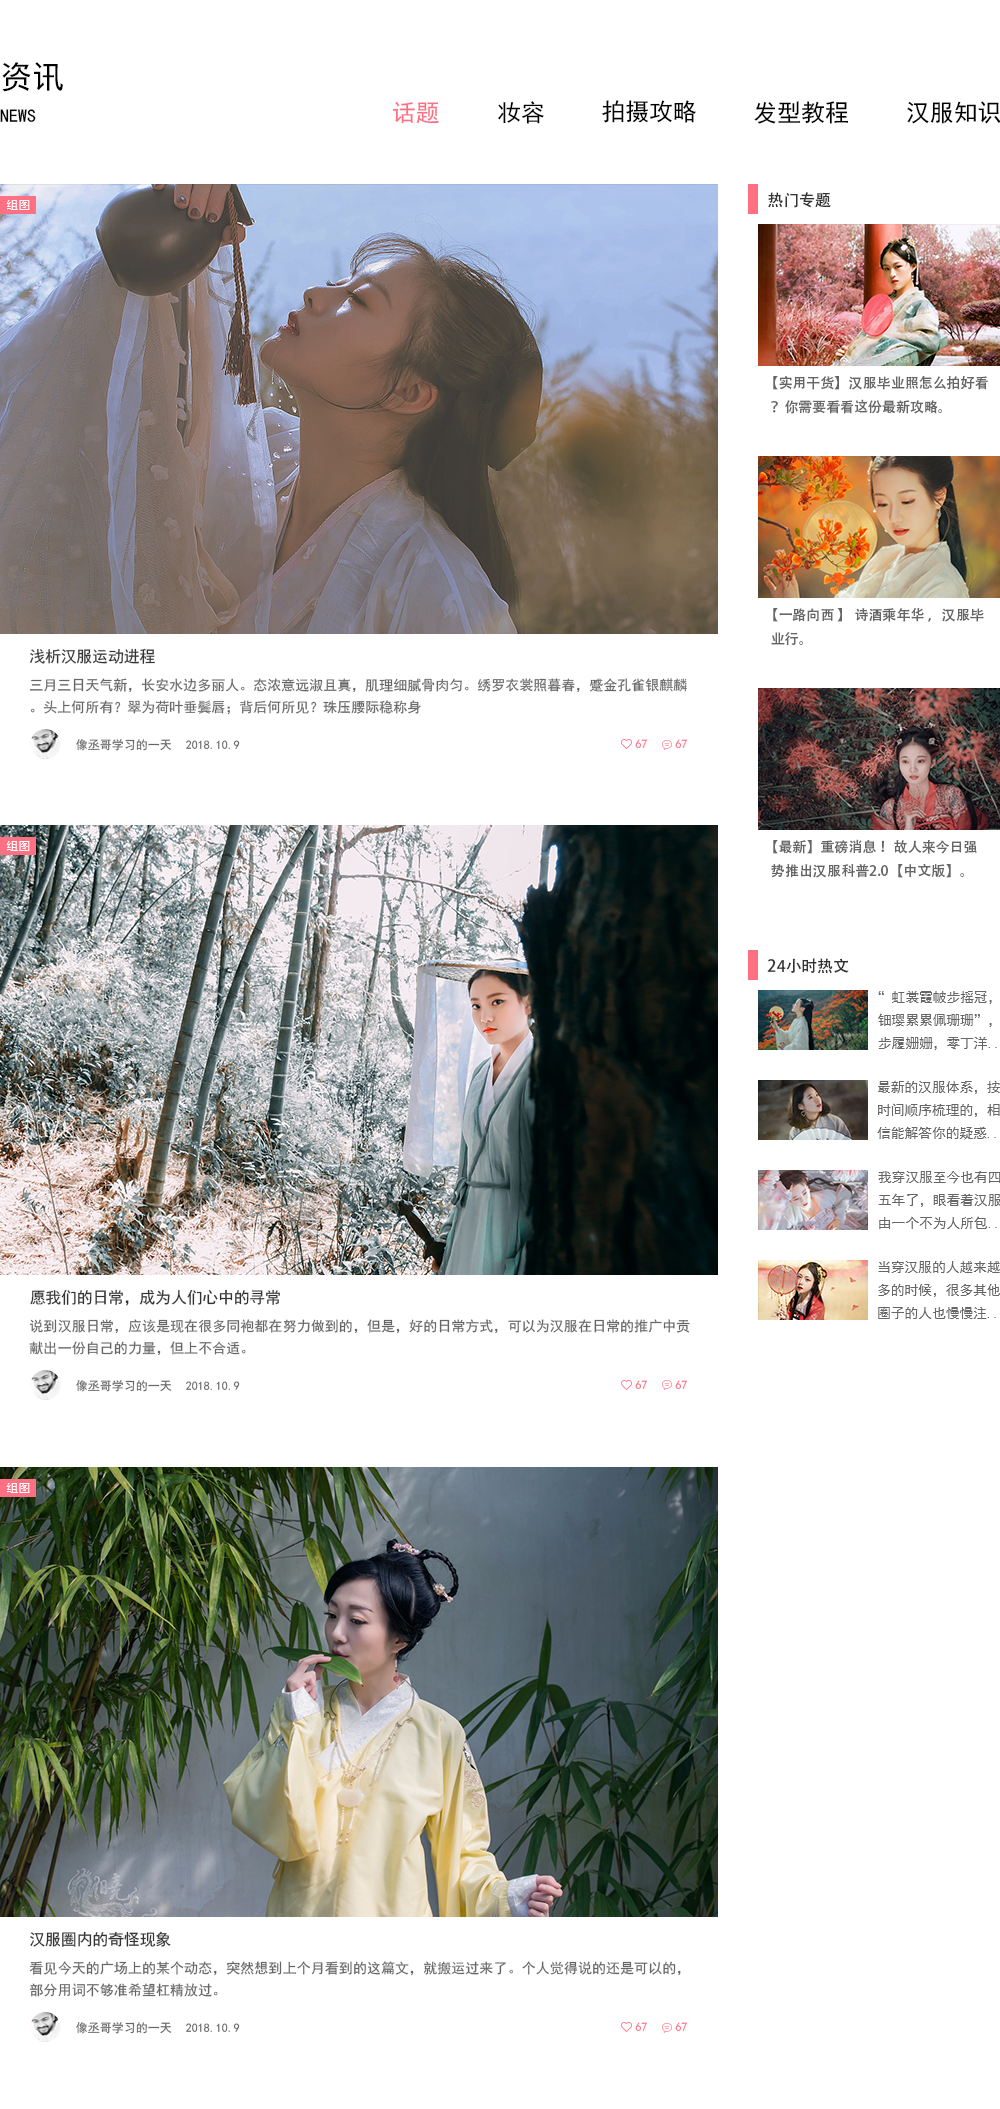 资讯
NEWS
话题 妆容 拍摄攻略 发型教程 汉服知识
组图
浅析汉服运动进程
三月三日天气新，长安水边多丽人。态浓意远淑且真，肌理细腻骨肉匀。绣罗衣裳照暮春，蹙金孔雀银麒麟
。头上何所有？翠为荷叶垂鬓唇；背后何所见？珠压腰际稳称身
像丞哥学习的一天 2018.10.9 67 67
组图
愿我们的日常，成为人们心中的寻常
说到汉服日常，应该是现在很多同袍都在努力做到的，但是，好的日常方式，可以为汉服在日常的推广中贡
献出一份自己的力量，但上不合适。
像丞哥学习的一天 2018.10.9 67 67
组图
汉服圈内的奇怪现象
看见今天的广场上的某个动态，突然想到上个月看到的这篇文，就搬运过来了。个人觉得说的还是可以的，
部分用词不够准希望杠精放过。
像丞哥学习的一天 2018.10.9 67 67
热门专题
【实用干货】汉服毕业照怎么拍好看
？你需要看看这份最新攻略。
【一路向西 】 诗酒乘年华， 汉服毕
业行。
【最新】重磅消息！ 故人来今日强
势推出汉服科普2.0【中文版】。
24小时热文
“ 虹裳霞帔步摇冠，
钿璎累累佩珊珊”，
步履姗姗，零丁洋..
最新的汉服体系，按
时间顺序梳理的，相
信能解答你的疑惑..
我穿汉服至今也有四
五年了，眼看着汉服
由一个不为人所包..
当穿汉服的人越来越
多的时候，很多其他
圈子的人也慢慢注..